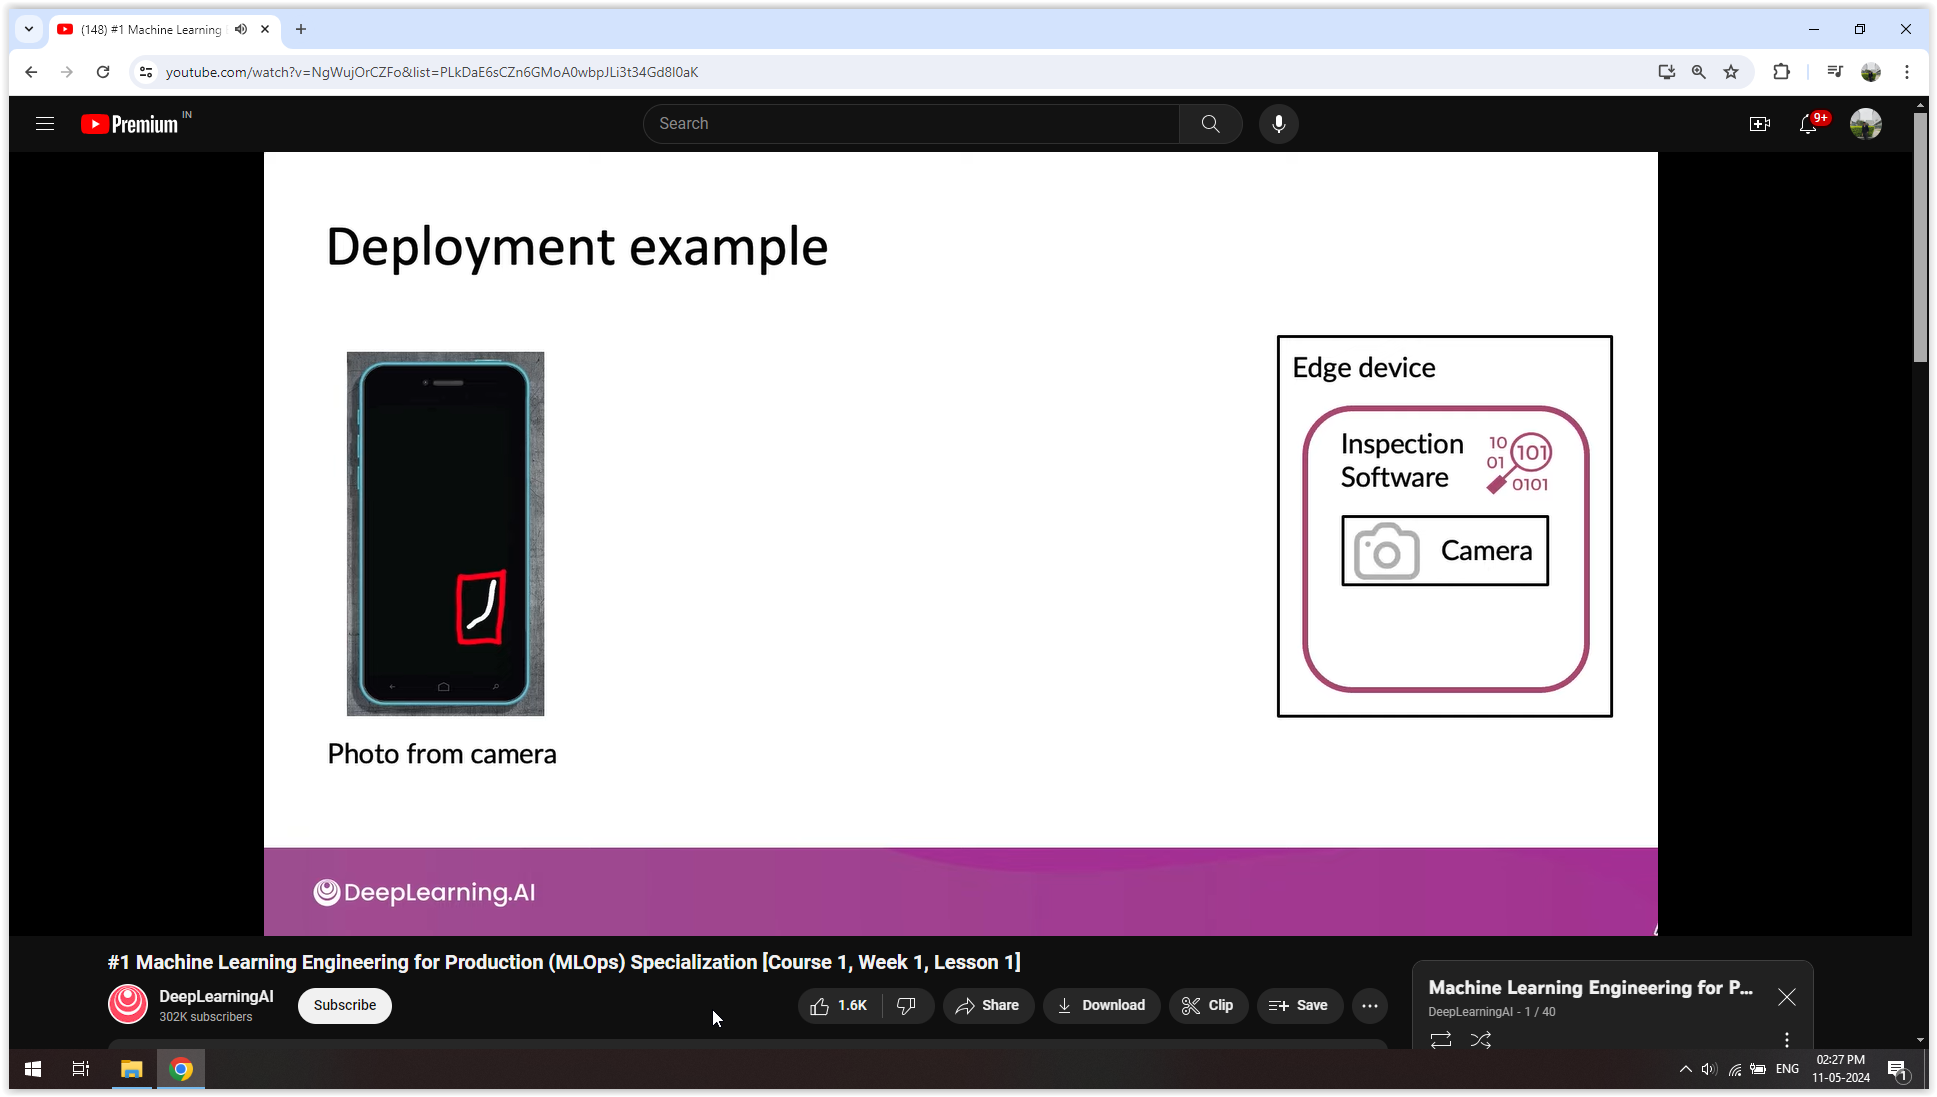 (148) #1 Machine Learning
youtube.com/watch?v=NgWujOrCZFo&list=PLkDaE6sCZn6GMoA0wbpJLi3t34Gd8l0aK
Premium IN
Search
9+
Deployment example
Edge device
Inspection
Software
10
01
101
0101
Camera
Photo from camera
DeepLearning.AI
#1 Machine Learning Engineering for Production (MLOps) Specialization [Course 1, Week 1, Lesson 1]
DeepLearningAI
302K subscribers
Subscribe
1.6K
Share
Download
Clip
Save
Machine Learning Engineering for P...
DeepLearningAI - 1 / 40
ENG
02:27 PM
11-05-2024
1